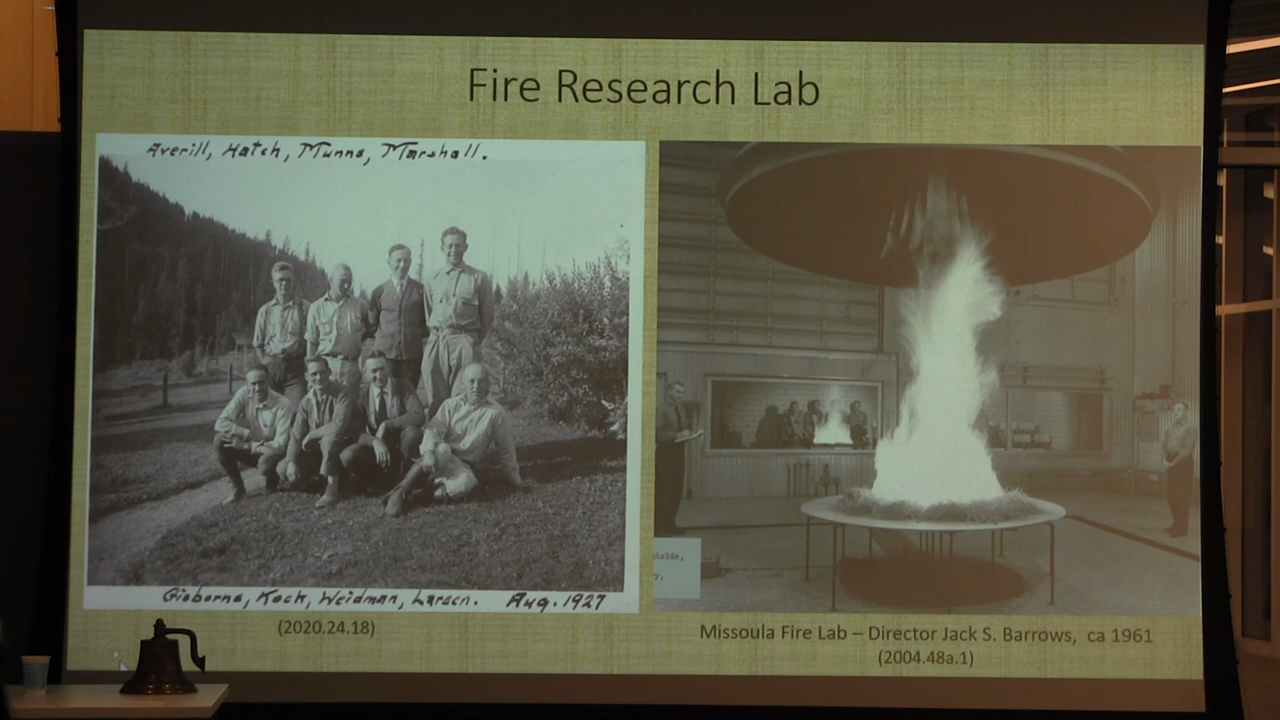 Fire Research Lab
Averill, Hatch, Munns, Marshall.
Gisborne, Kock, Weidman, Larsen. Aug. 1927
(2020.24.18)
Missoula Fire Lab – Director Jack S. Barrows, ca 1961
(2004.48a.1)